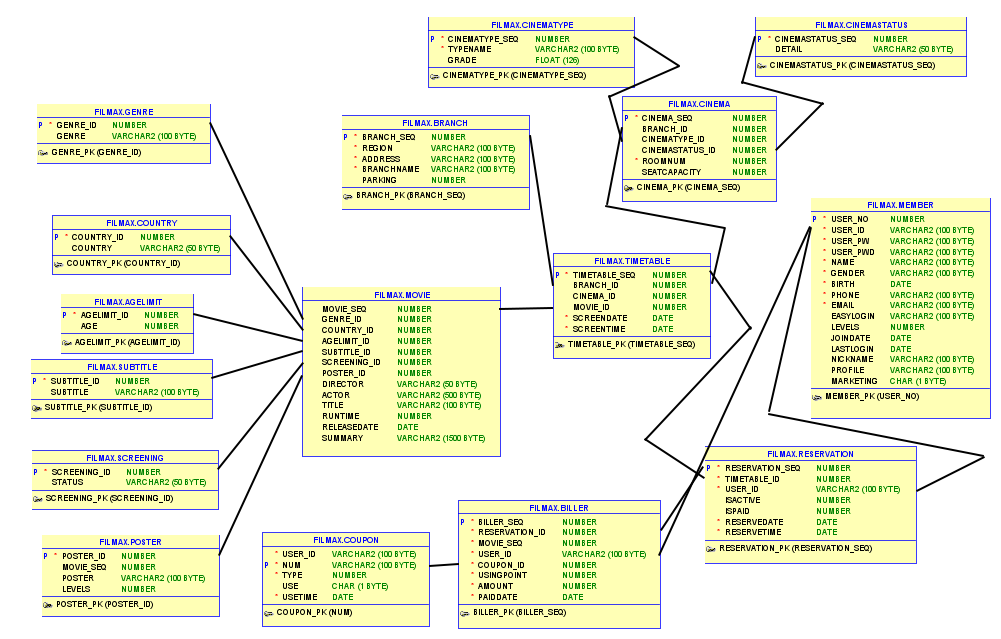 FILMAX.CINEMATYPE
P * CINEMATYPE_SEQ NUMBER
* TYPENAME VARCHAR2 (100 BYTE)
GRADE FLOAT (126)
CINEMATYPE_PK (CINEMATYPE_SEQ)
FILMAX.CINEMASTATUS
P * CINEMASTATUS_SEQ NUMBER
DETAIL VARCHAR2 (50 BYTE)
CINEMASTATUS_PK (CINEMASTATUS_SEQ)
FILMAX.GENRE
P * GENRE_ID NUMBER
GENRE VARCHAR2 (100 BYTE)
GENRE_PK (GENRE_ID)
FILMAX.BRANCH
P * BRANCH_SEQ NUMBER
* REGION VARCHAR2 (100 BYTE)
* ADDRESS VARCHAR2 (100 BYTE)
* BRANCHNAME VARCHAR2 (100 BYTE)
PARKING NUMBER
BRANCH_PK (BRANCH_SEQ)
FILMAX.CINEMA
P * CINEMA_SEQ NUMBER
BRANCH_ID NUMBER
CINEMATYPE_ID NUMBER
CINEMASTATUS_ID NUMBER
* ROOMNUM NUMBER
SEATCAPACITY NUMBER
CINEMA_PK (CINEMA_SEQ)
FILMAX.COUNTRY
P * COUNTRY_ID NUMBER
COUNTRY VARCHAR2 (50 BYTE)
COUNTRY_PK (COUNTRY_ID)
FILMAX.MEMBER
P * USER_NO NUMBER
* USER_ID VARCHAR2 (100 BYTE)
* USER_PW VARCHAR2 (100 BYTE)
* USER_PWD VARCHAR2 (100 BYTE)
* NAME VARCHAR2 (100 BYTE)
* GENDER VARCHAR2 (100 BYTE)
* BIRTH DATE
* PHONE VARCHAR2 (100 BYTE)
* EMAIL VARCHAR2 (100 BYTE)
EASYLOGIN VARCHAR2 (100 BYTE)
LEVELS NUMBER
JOINDATE DATE
LASTLOGIN DATE
NICKNAME VARCHAR2 (100 BYTE)
PROFILE VARCHAR2 (100 BYTE)
MARKETING CHAR (1 BYTE)
MEMBER_PK (USER_NO)
FILMAX.TIMETABLE
P * TIMETABLE_SEQ NUMBER
BRANCH_ID NUMBER
CINEMA_ID NUMBER
MOVIE_ID NUMBER
* SCREENDATE DATE
* SCREENTIME DATE
TIMETABLE_PK (TIMETABLE_SEQ)
FILMAX.AGELIMIT
P * AGELIMIT_ID NUMBER
AGE NUMBER
AGELIMIT_PK (AGELIMIT_ID)
FILMAX.MOVIE
MOVIE_SEQ NUMBER
GENRE_ID NUMBER
COUNTRY_ID NUMBER
AGELIMIT_ID NUMBER
SUBTITLE_ID NUMBER
SCREENING_ID NUMBER
POSTER_ID NUMBER
DIRECTOR VARCHAR2 (50 BYTE)
ACTOR VARCHAR2 (500 BYTE)
TITLE VARCHAR2 (100 BYTE)
RUNTIME NUMBER
RELEASEDATE DATE
SUMMARY VARCHAR2 (1500 BYTE)
FILMAX.SUBTITLE
P * SUBTITLE_ID NUMBER
SUBTITLE VARCHAR2 (100 BYTE)
SUBTITLE_PK (SUBTITLE_ID)
FILMAX.SCREENING
P * SCREENING_ID NUMBER
STATUS VARCHAR2 (50 BYTE)
SCREENING_PK (SCREENING_ID)
FILMAX.RESERVATION
P * RESERVATION_SEQ NUMBER
* TIMETABLE_ID NUMBER
* USER_ID VARCHAR2 (100 BYTE)
ISACTIVE NUMBER
ISPAID NUMBER
* RESERVEDATE DATE
* RESERVETIME DATE
RESERVATION_PK (RESERVATION_SEQ)
FILMAX.POSTER
P * POSTER_ID NUMBER
MOVIE_SEQ NUMBER
POSTER VARCHAR2 (100 BYTE)
LEVELS NUMBER
POSTER_PK (POSTER_ID)
FILMAX.COUPON
* USER_ID VARCHAR2 (100 BYTE)
P * NUM VARCHAR2 (100 BYTE)
* TYPE NUMBER
USE CHAR (1 BYTE)
* USETIME DATE
COUPON_PK (NUM)
FILMAX.BILLER
P * BILLER_SEQ NUMBER
* RESERVATION_ID NUMBER
* MOVIE_SEQ NUMBER
* USER_ID VARCHAR2 (100 BYTE)
* COUPON_ID NUMBER
* USINGPOINT NUMBER
* AMOUNT NUMBER
* PAIDDATE DATE
BILLER_PK (BILLER_SEQ)